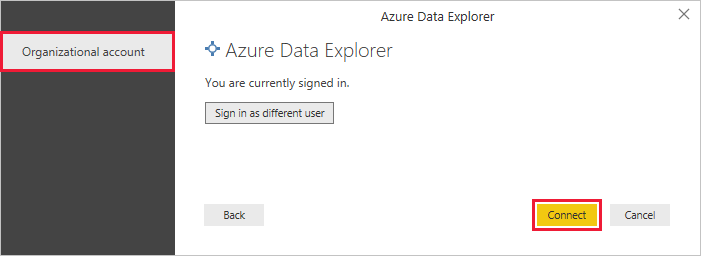 Azure Data Explorer
Organizational account
Azure Data Explorer
You are currently signed in.
Sign in as different user
Back
Connect
Cancel